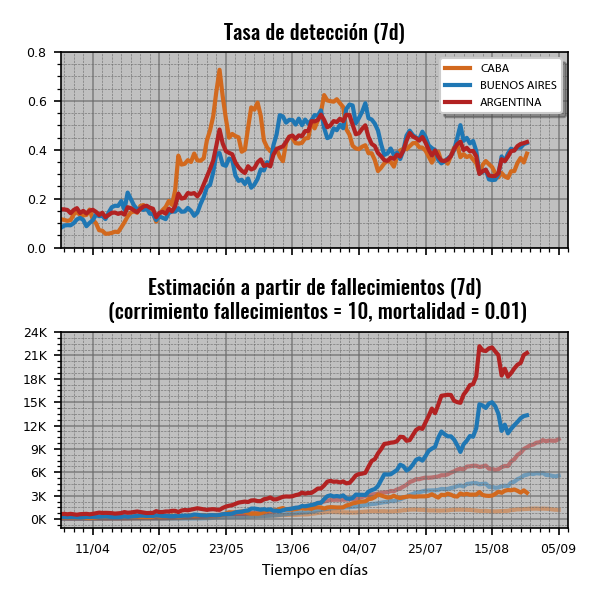 Tasa de detección (7d)
0.8
0.6
0.4
0.2
0.0
CABA
BUENOS AIRES
ARGENTINA
Estimación a partir de fallecimientos (7d)
(corrimiento fallecimientos = 10, mortalidad = 0.01)
24K
21K
18K
15K
12K
9K
6K
3K
0K
11/04 02/05 23/05 13/06 04/07 25/07 15/08 05/09
Tiempo en días